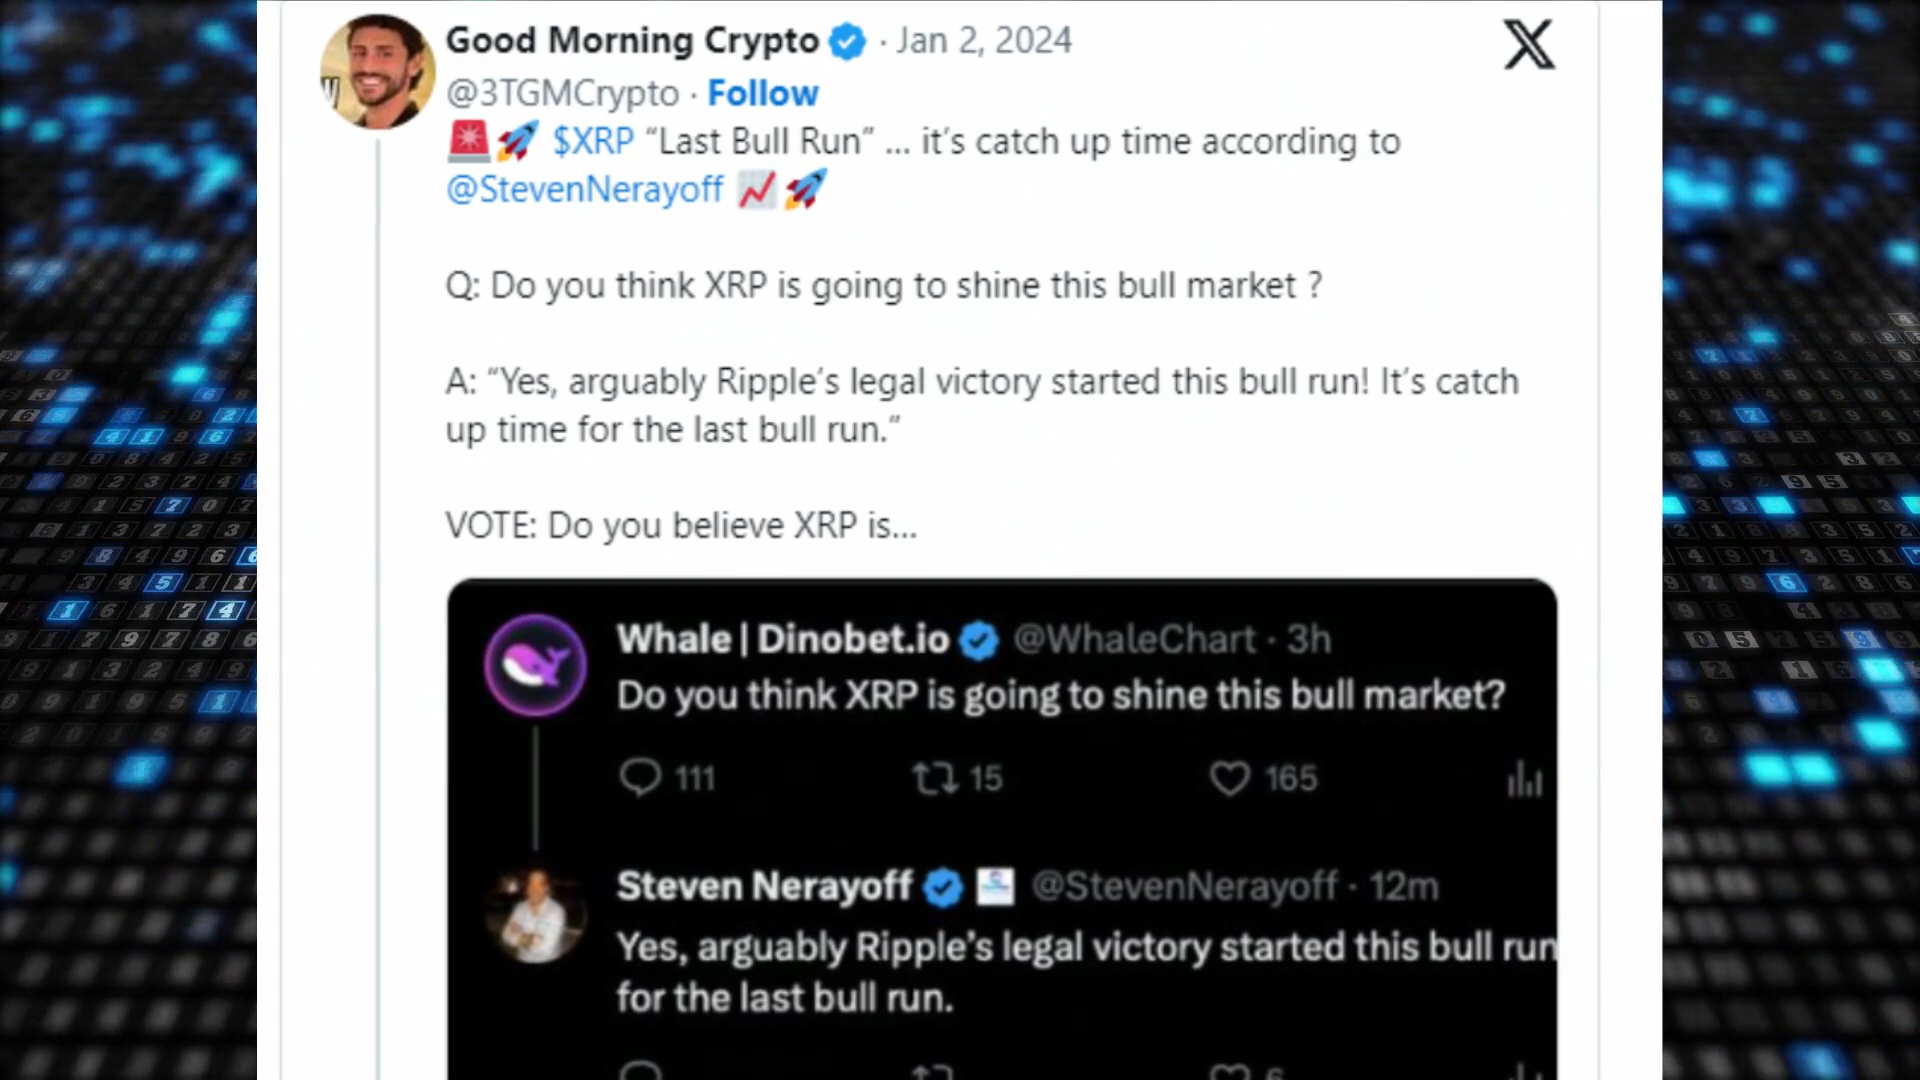 Good Morning Crypto · Jan 2, 2024
@3TGMCrypto · Follow
$XRP “Last Bull Run” ... it’s catch up time according to
@StevenNerayoff
Q: Do you think XRP is going to shine this bull market ?
A: “Yes, arguably Ripple’s legal victory started this bull run! It’s catch
up time for the last bull run.”
VOTE: Do you believe XRP is...
Whale | Dinobet.io @WhaleChart · 3h
Do you think XRP is going to shine this bull market?
111 15 165
Steven Nerayoff @StevenNerayoff · 12m
Yes, arguably Ripple’s legal victory started this bull run
for the last bull run.
6